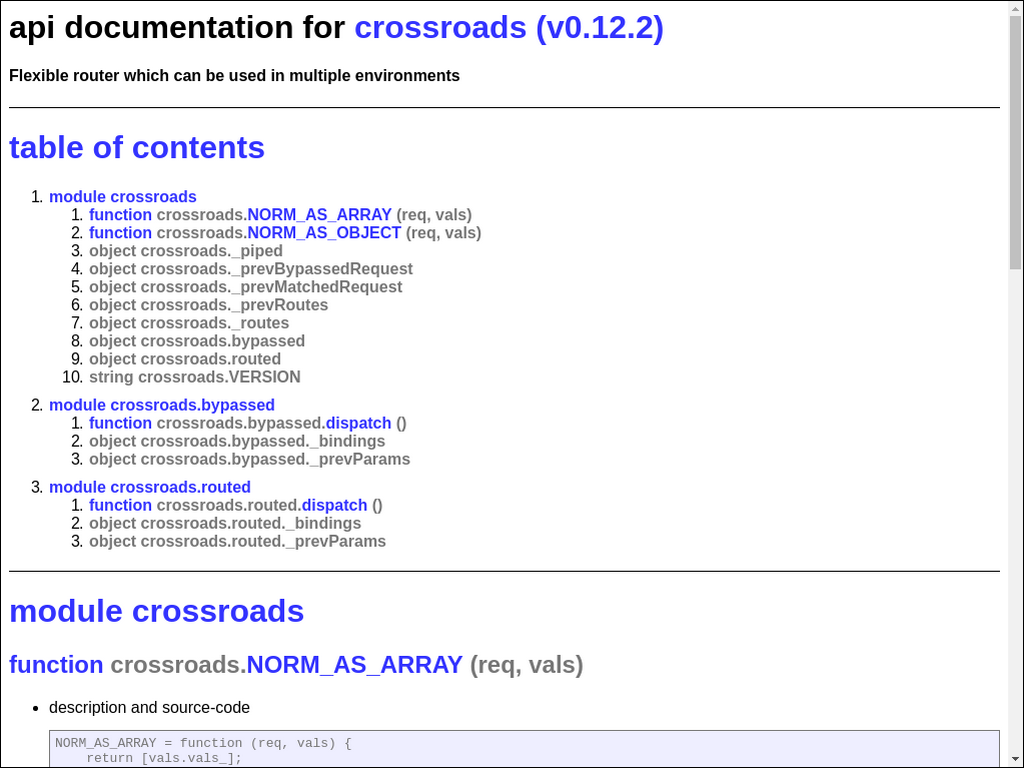 api documentation for crossroads (v0.12.2)
Flexible router which can be used in multiple environments
table of contents
1. module crossroads
1. function crossroads.NORM_AS_ARRAY (req, vals)
2. function crossroads.NORM_AS_OBJECT (req, vals)
3. object crossroads._piped
4. object crossroads._prevBypassedRequest
5. object crossroads._prevMatchedRequest
6. object crossroads._prevRoutes
7. object crossroads._routes
8. object crossroads.bypassed
9. object crossroads.routed
10. string crossroads.VERSION
2. module crossroads.bypassed
1. function crossroads.bypassed.dispatch ()
2. object crossroads.bypassed._bindings
3. object crossroads.bypassed._prevParams
3. module crossroads.routed
1. function crossroads.routed.dispatch ()
2. object crossroads.routed._bindings
3. object crossroads.routed._prevParams
module crossroads
function crossroads.NORM_AS_ARRAY (req, vals)
• description and source-code
NORM_AS_ARRAY = function (req, vals) {
    return [vals.vals_];